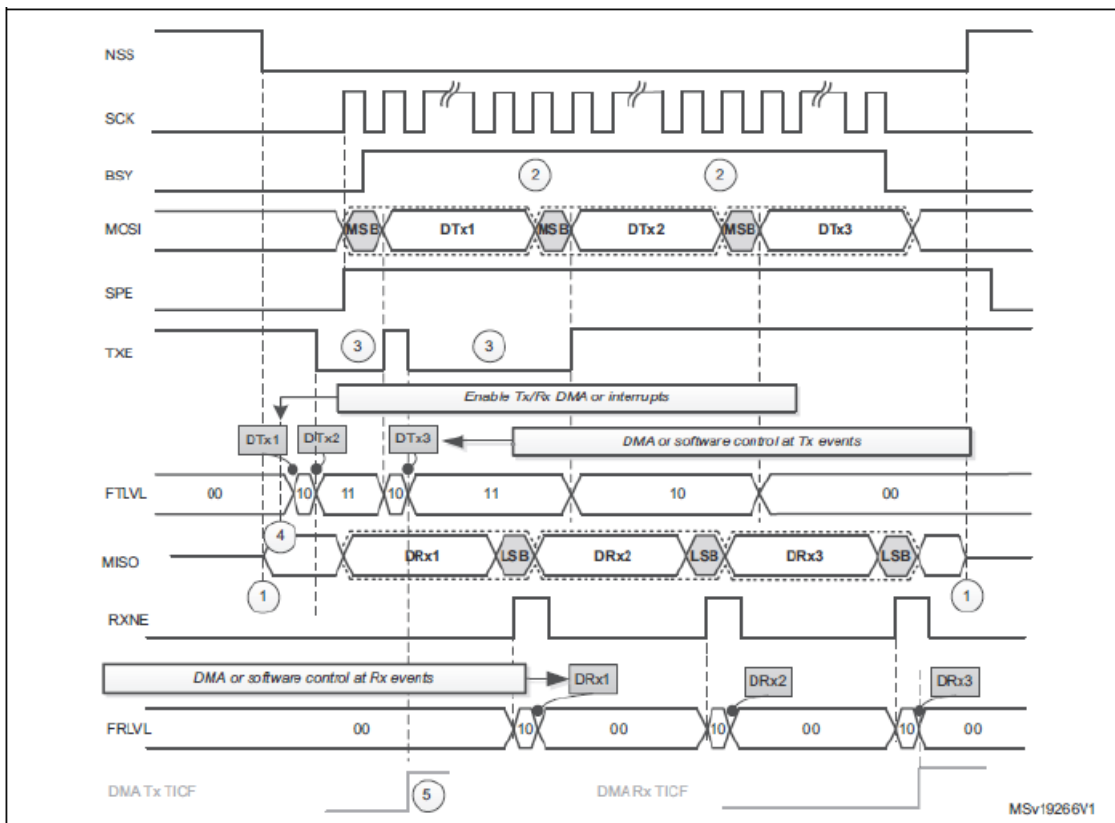 NSS
SCK
BSY
2 2
MOSI
MSB DTx1 MSB DTx2 MSB DTx3
SPE
TXE
3 3
Enable Tx/Rx DMA or interrupts
DTx1 DTx2 DTx3 DMA or software control at Tx events
FTLVL
00 10 11 10 11 10 00
4
MISO
DRx1 LSB DRx2 LSB DRx3 LSB
1 1
RXNE
DMA or software control at Rx events DRx1 DRx2 DRx3
FRLVL
00 10 00 10 00 10 00
DMA Tx TICF 5 DMA Rx TICF
MSv19266V1